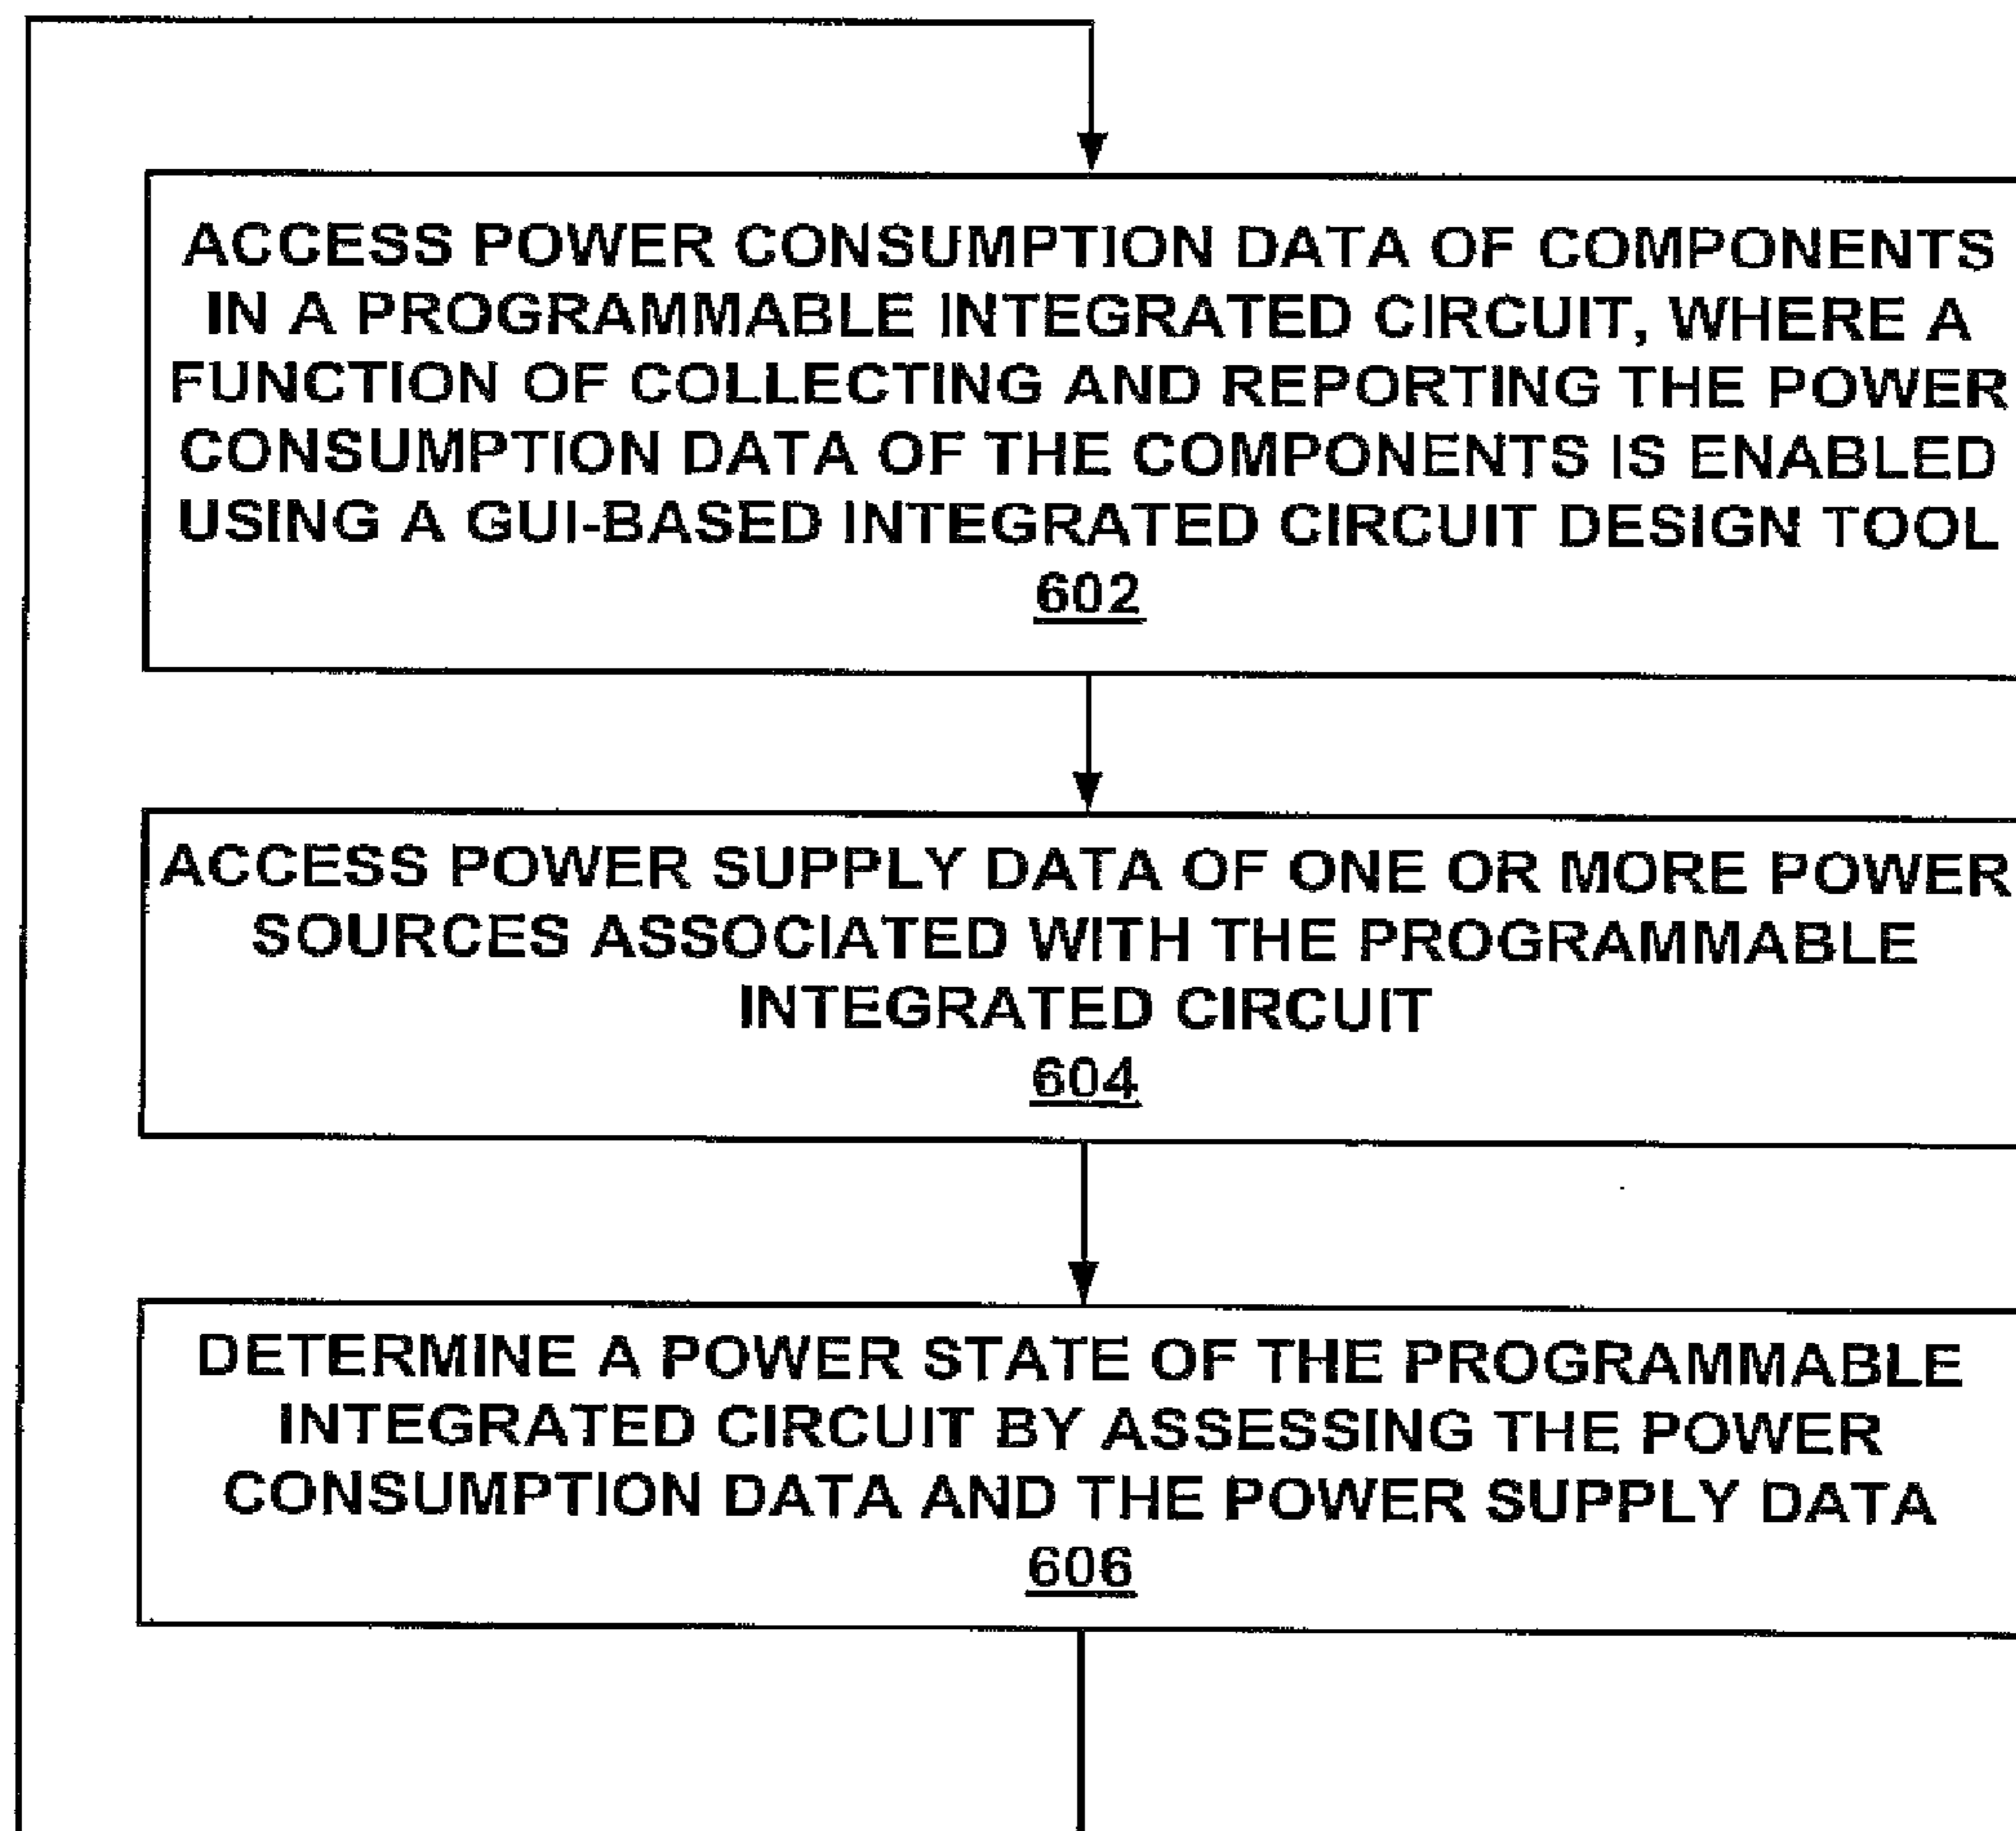 ACCESS POWER CONSUMPTION DATA OF COMPONENTS
IN A PROGRAMMABLE INTEGRATED CIRCUIT, WHERE A
FUNCTION OF COLLECTING AND REPORTING THE POWER
CONSUMPTION DATA OF THE COMPONENTS IS ENABLED
USING A GUI-BASED INTEGRATED CIRCUIT DESIGN TOOL
602
ACCESS POWER SUPPLY DATA OF ONE OR MORE POWER
SOURCES ASSOCIATED WITH THE PROGRAMMABLE
INTEGRATED CIRCUIT
604
DETERMINE A POWER STATE OF THE PROGRAMMABLE
INTEGRATED CIRCUIT BY ASSESSING THE POWER
CONSUMPTION DATA AND THE POWER SUPPLY DATA
606